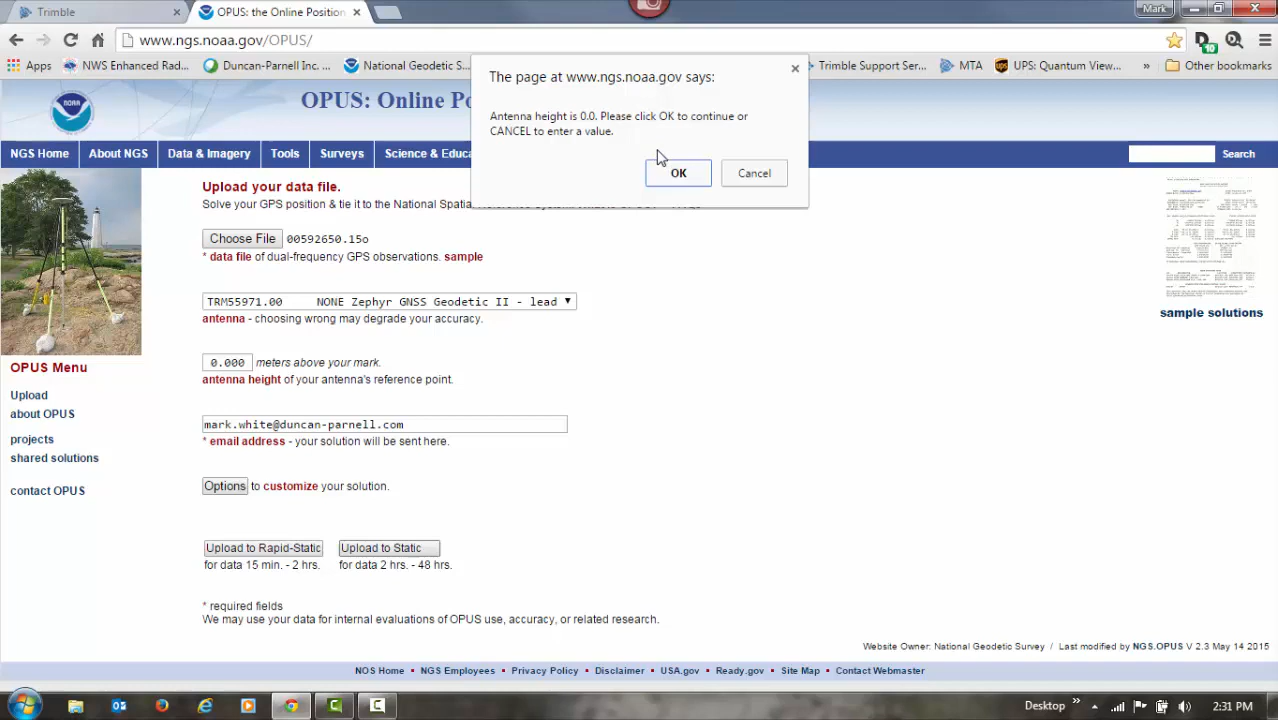 Trimble
OPUS: the Online Position
Mark
www.ngs.noaa.gov/OPUS/
10
Apps
NWS Enhanced Rad...
Duncan-Parnell Inc. ...
National Geodetic S...
Trimble Support Ser...
MTA
UPS: Quantum View...
»
Other bookmarks
The page at www.ngs.noaa.gov says:
Antenna height is 0.0. Please click OK to continue or
CANCEL to enter a value.
OK
Cancel
NOAA
OPUS: Online Po
NGS Home
About NGS
Data & Imagery
Tools
Surveys
Science & Educa
Search
Upload your data file.
Solve your GPS position & tie it to the National Spatial
Choose File 00592650.15o
* data file of dual-frequency GPS observations. sample
TRM55971.00 NONE Zephyr GNSS Geodetic II - lead
antenna - choosing wrong may degrade your accuracy.
sample solutions
0.000 meters above your mark.
antenna height of your antenna's reference point.
OPUS Menu
Upload
about OPUS
projects
shared solutions
contact OPUS
mark.white@duncan-parnell.com
* email address - your solution will be sent here.
Options to customize your solution.
Upload to Rapid-Static
Upload to Static
for data 15 min. - 2 hrs.
for data 2 hrs. - 48 hrs.
* required fields
We may use your data for internal evaluations of OPUS use, accuracy, or related research.
Website Owner: National Geodetic Survey / Last modified by NGS.OPUS V 2.3 May 14 2015
NOS Home ▪ NGS Employees ▪ Privacy Policy ▪ Disclaimer ▪ USA.gov ▪ Ready.gov ▪ Site Map ▪ Contact Webmaster
Desktop
»
2:31 PM